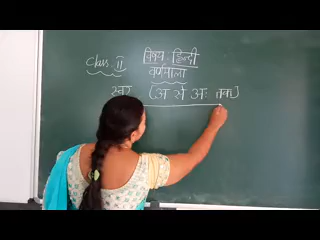 Class II
विषय: हिन्दी
वर्णमाला
स्वर (अ से अः तक)